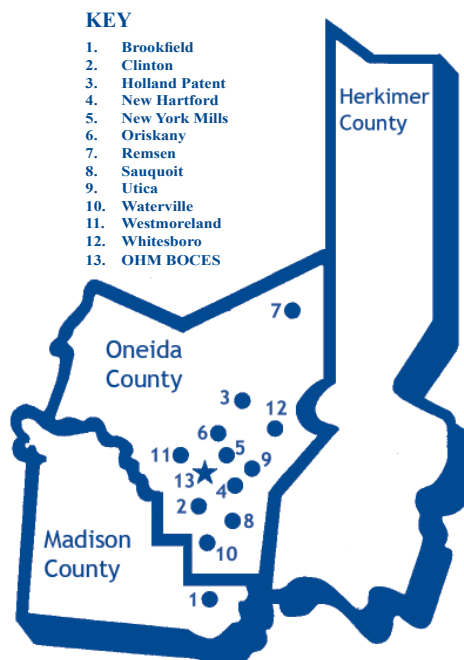 KEY
1. Brookfield
2. Clinton
3. Holland Patent
4. New Hartford
5. New York Mills
6. Oriskany
7. Remsen
8. Sauquoit
9. Utica
10. Waterville
11. Westmoreland
12. Whitesboro
13. OHM BOCES
Herkimer
County
7
Oneida
County
3
12
6
11
5
9
13
4
2
8
10
Madison
County
1